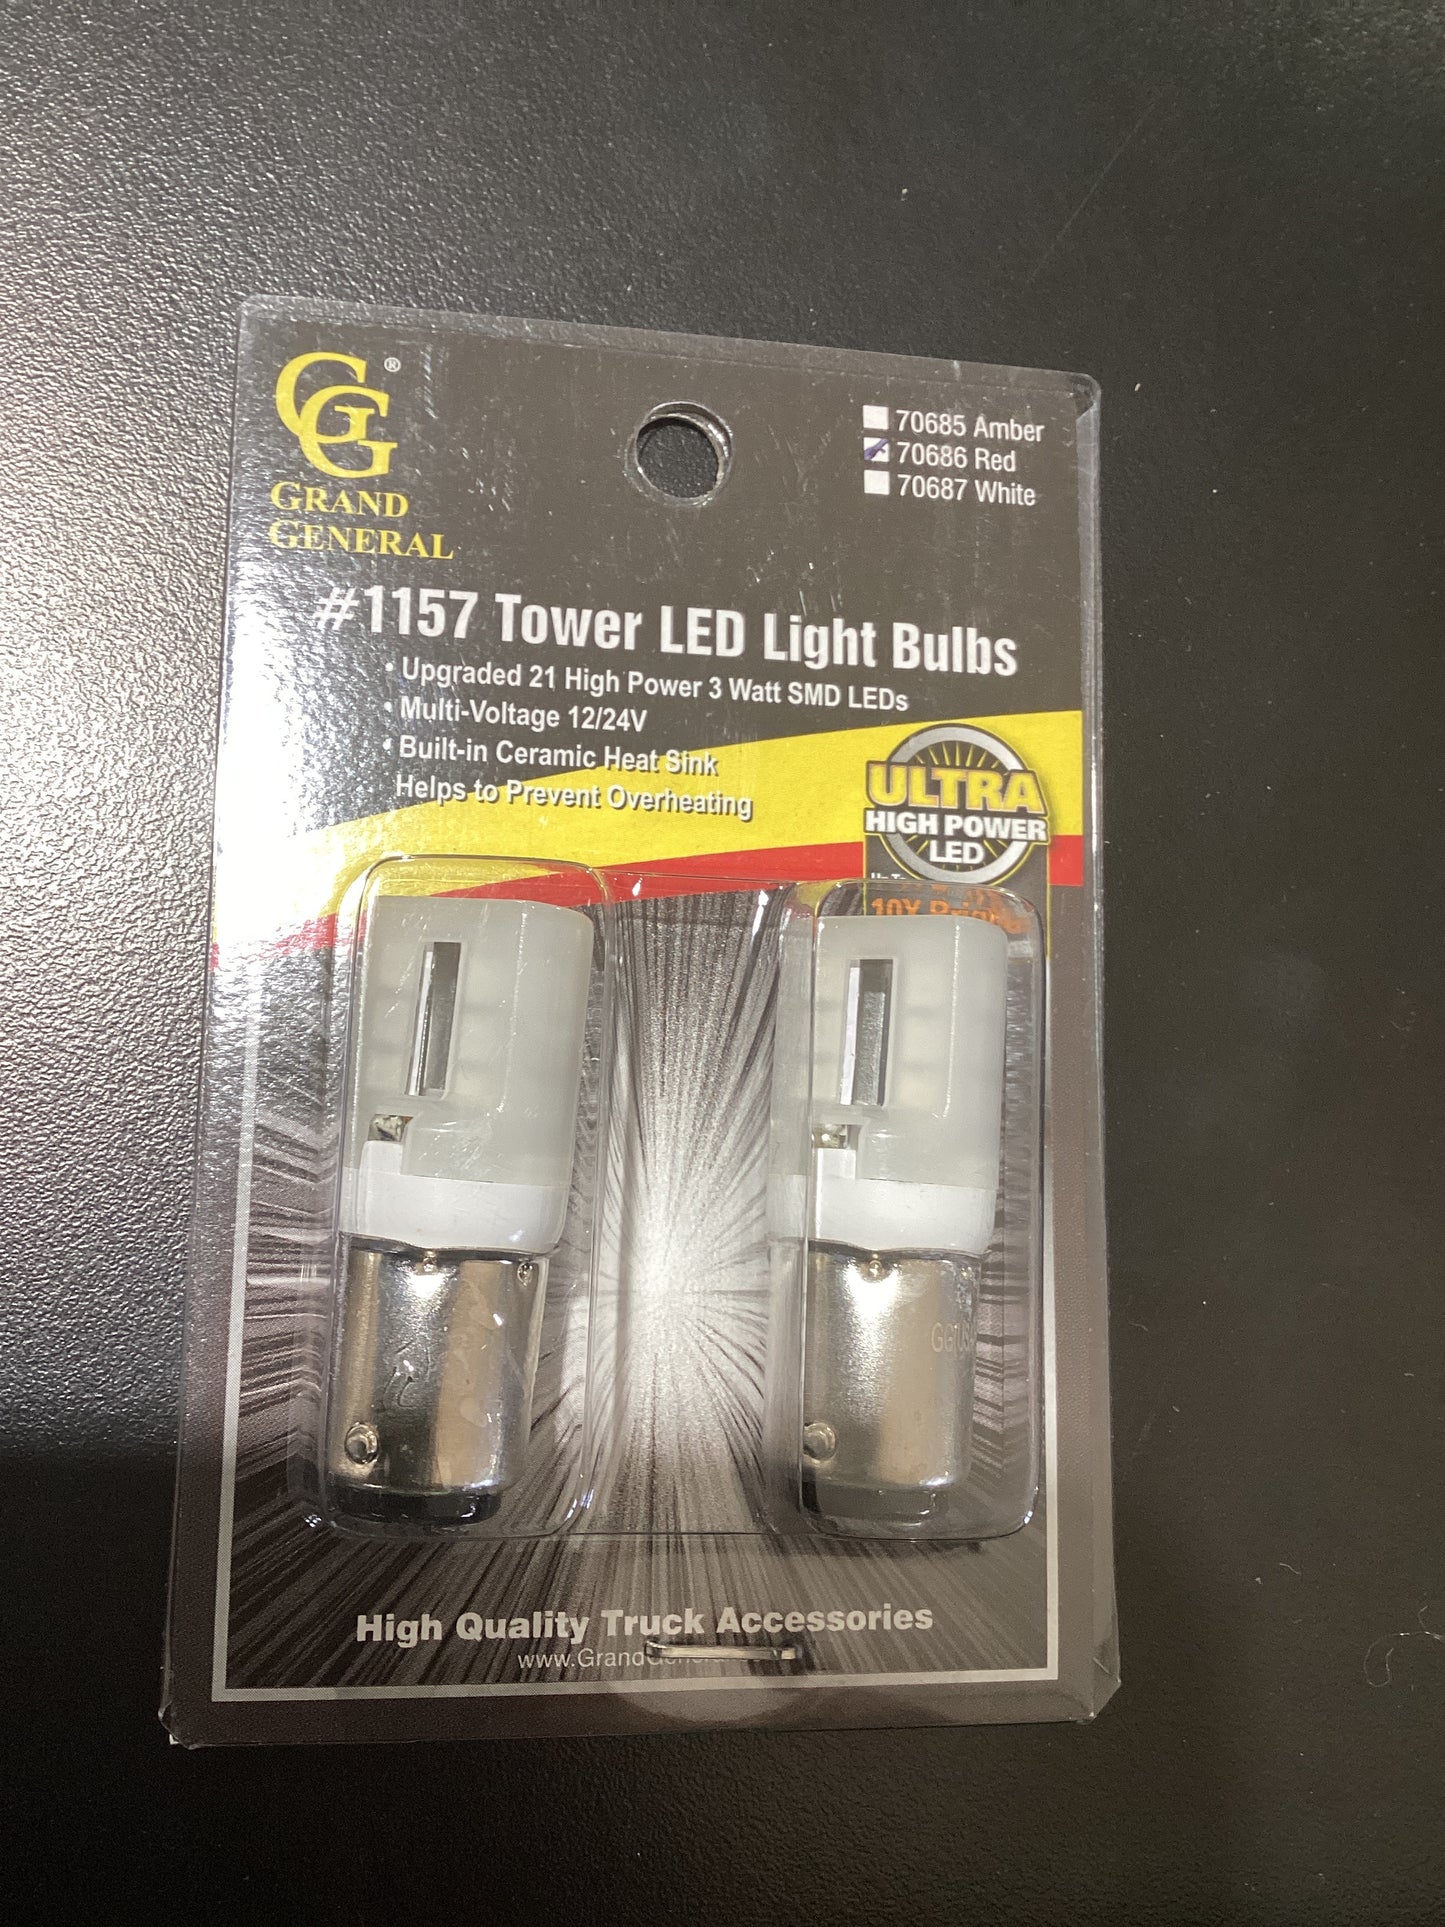 GG®
GRAND
GENERAL
70685 Amber
70686 Red
70687 White
#1157 Tower LED Light Bulbs
• Upgraded 21 High Power 3 Watt SMD LEDs
• Multi-Voltage 12/24V
• Built-in Ceramic Heat Sink
Helps to Prevent Overheating
ULTRA
HIGH POWER
LED
10X
High Quality Truck Accessories